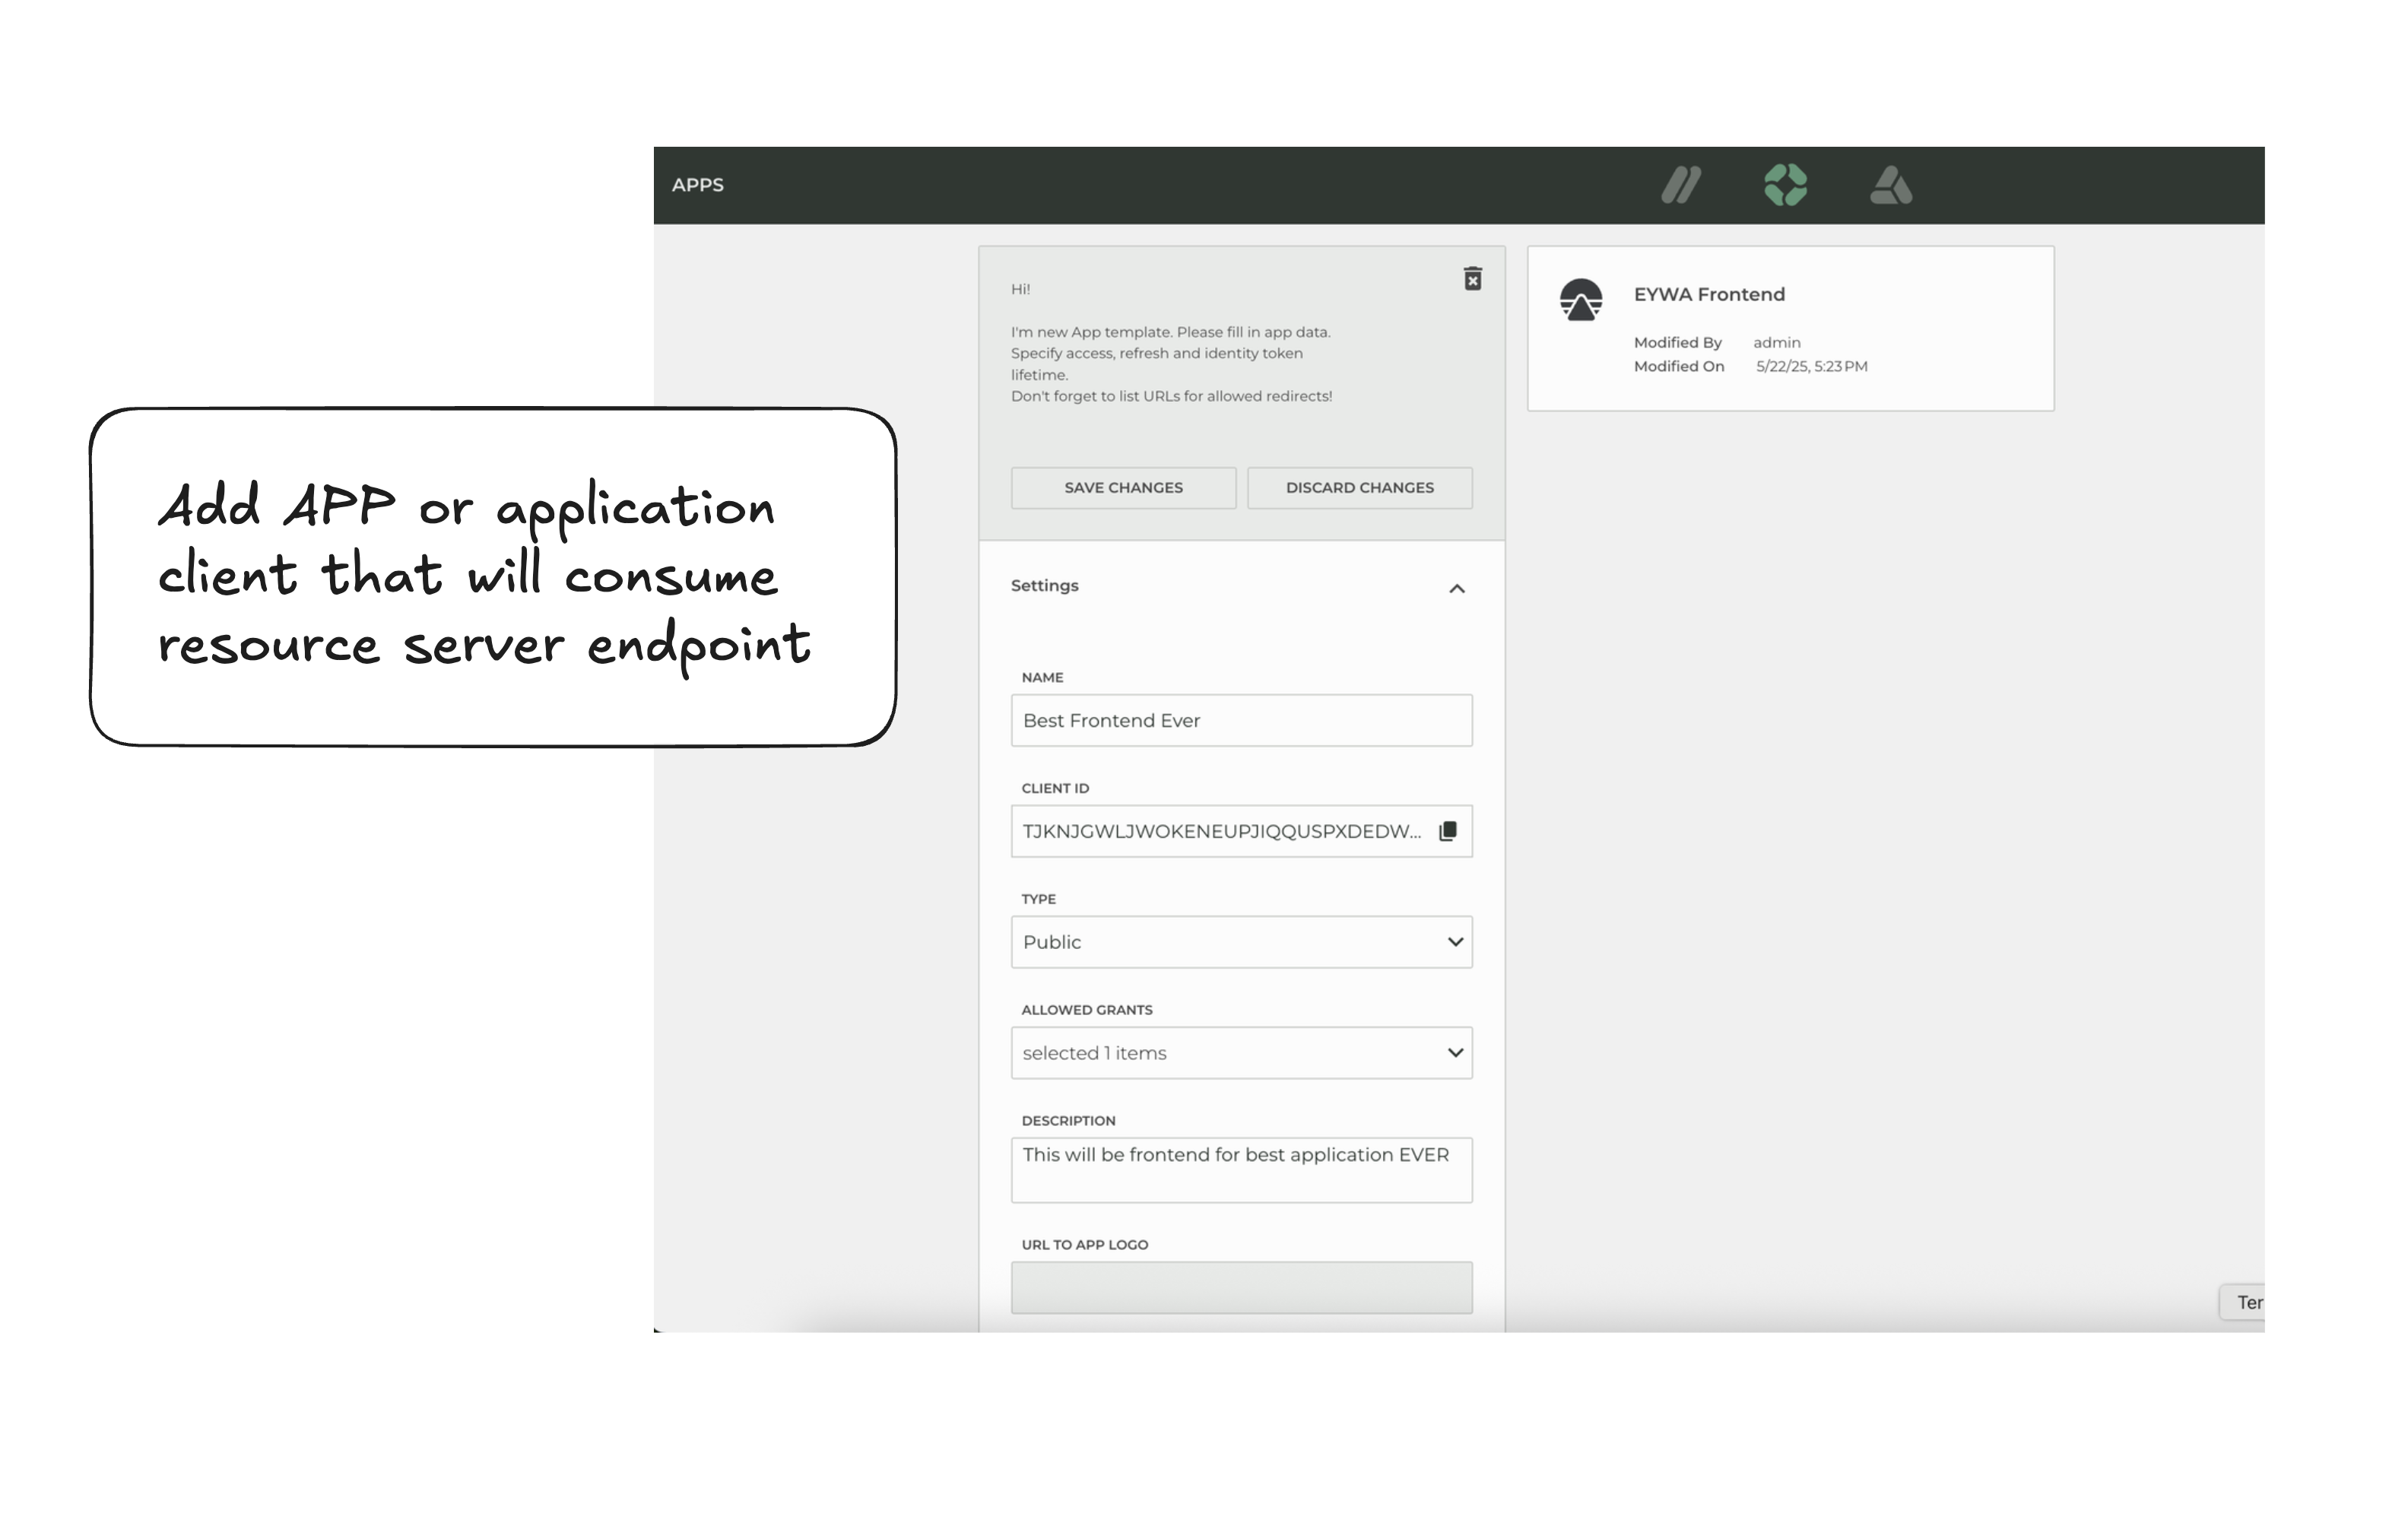 APPS
Add APP or application
client that will consume
resource server endpoint
Hi!
I'm new App template. Please fill in app data.
Specify access, refresh and identity token
lifetime.
Don't forget to list URLs for allowed redirects!
SAVE CHANGES
DISCARD CHANGES
Settings
NAME
Best Frontend Ever
CLIENT ID
TJKNJGWLJWOKENEUPJIQQUSPXDEDW...
TYPE
Public
ALLOWED GRANTS
selected 1 items
DESCRIPTION
This will be frontend for best application EVER
URL TO APP LOGO
EYWA Frontend
Modified By admin
Modified On 5/22/25, 5:23 PM
Ter